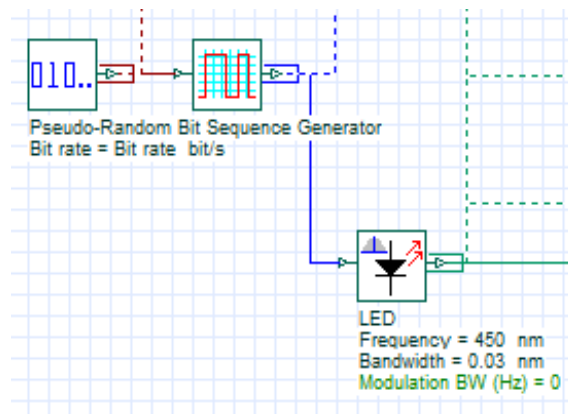 010..
Pseudo-Random Bit Sequence Generator
Bit rate = Bit rate  bit/s
LED
Frequency = 450  nm
Bandwidth = 0.03  nm
Modulation BW (Hz) = 0